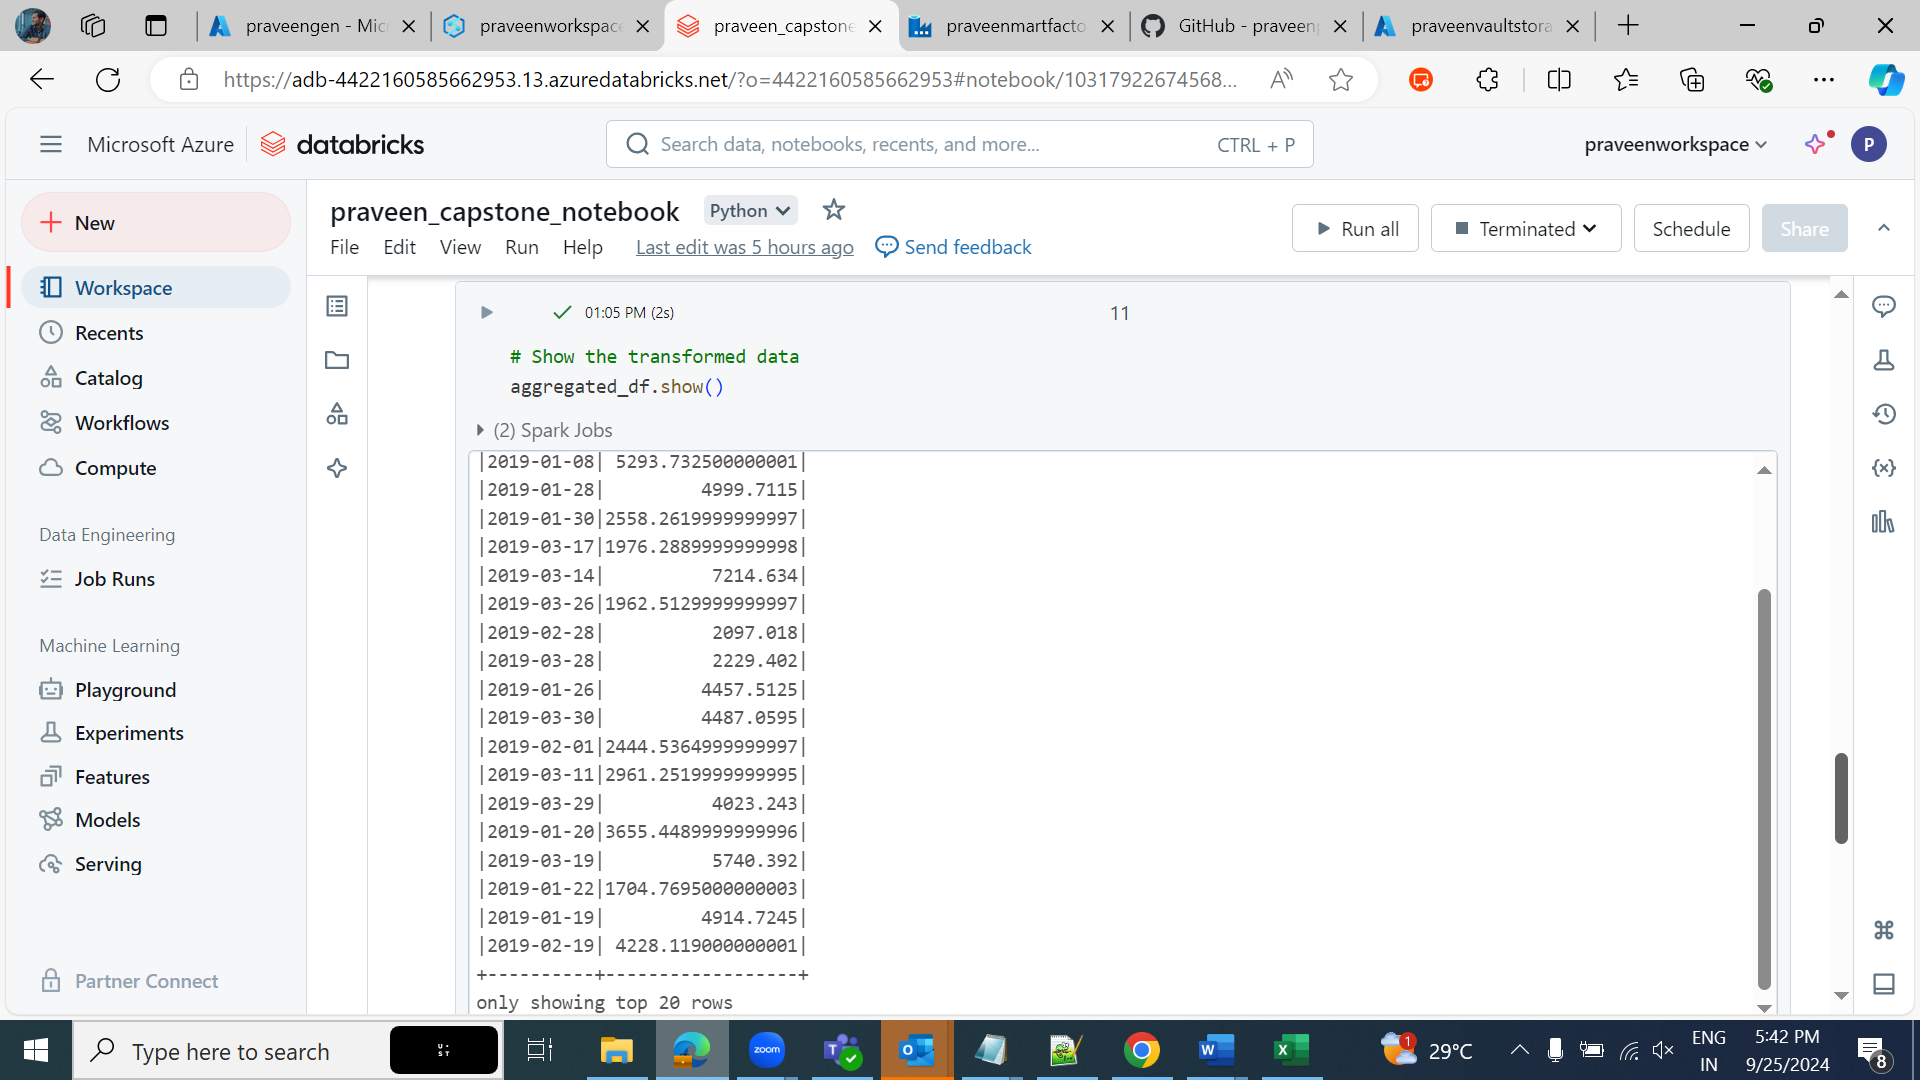 praveengen - Mic
praveenworkspace
praveen_capstone
praveenmartfacto
GitHub - praveenp
praveenvaultstora
https://adb-4422160585662953.13.azuredatabricks.net/?o=4422160585662953#notebook/10317922674568...
Microsoft Azure
databricks
Search data, notebooks, recents, and more...
CTRL + P
praveenworkspace
P
New
Workspace
Recents
Catalog
Workflows
Compute
Data Engineering
Job Runs
Machine Learning
Playground
Experiments
Features
Models
Serving
Partner Connect
praveen_capstone_notebook
Python
File Edit View Run Help
Last edit was 5 hours ago
Send feedback
Run all
Terminated
Schedule
Share
01:05 PM (2s)
11
# Show the transformed data
aggregated_df.show()
(2) Spark Jobs
|2019-01-08| 5293.732500000001|
|2019-01-28|         4999.7115|
|2019-01-30|2558.2619999999997|
|2019-03-17|1976.2889999999998|
|2019-03-14|          7214.634|
|2019-03-26|1962.5129999999997|
|2019-02-28|          2097.018|
|2019-03-28|          2229.402|
|2019-01-26|         4457.5125|
|2019-03-30|         4487.0595|
|2019-02-01|2444.5364999999997|
|2019-03-11|2961.2519999999995|
|2019-03-29|          4023.243|
|2019-01-20|3655.4489999999996|
|2019-03-19|          5740.392|
|2019-01-22|1704.7695000000003|
|2019-01-19|         4914.7245|
|2019-02-19| 4228.119000000001|
+----------+------------------+
only showing top 20 rows
Type here to search
U
ST
zoom
1
29°C
ENG
IN
5:42 PM
9/25/2024
8